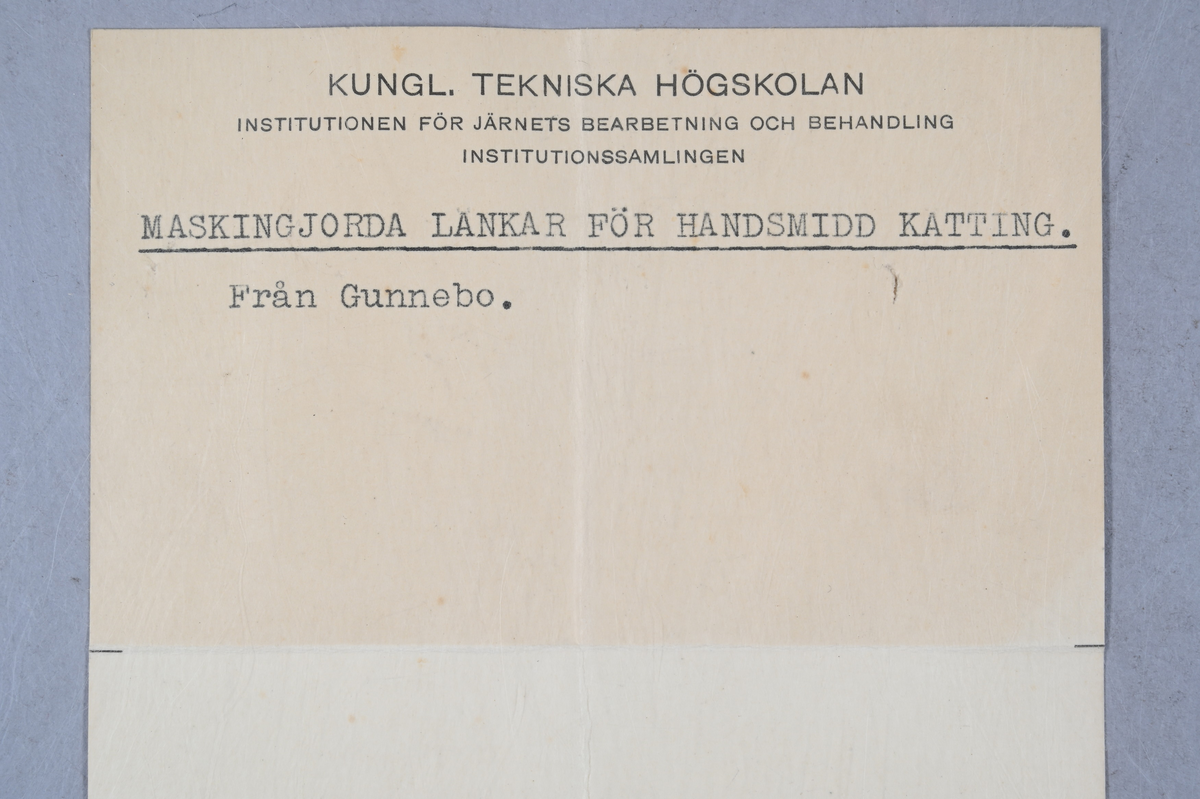 KUNGL. TEKNISKA HÖGSKOLAN
INSTITUTIONEN FÖR JÄRNETS BEARBETNING OCH BEHANDLING
INSTITUTIONSSAMLINGEN
MASKINGJORDA LÄNKAR FÖR HANDSMIDD KÄTTING.
Från Gunnebo.